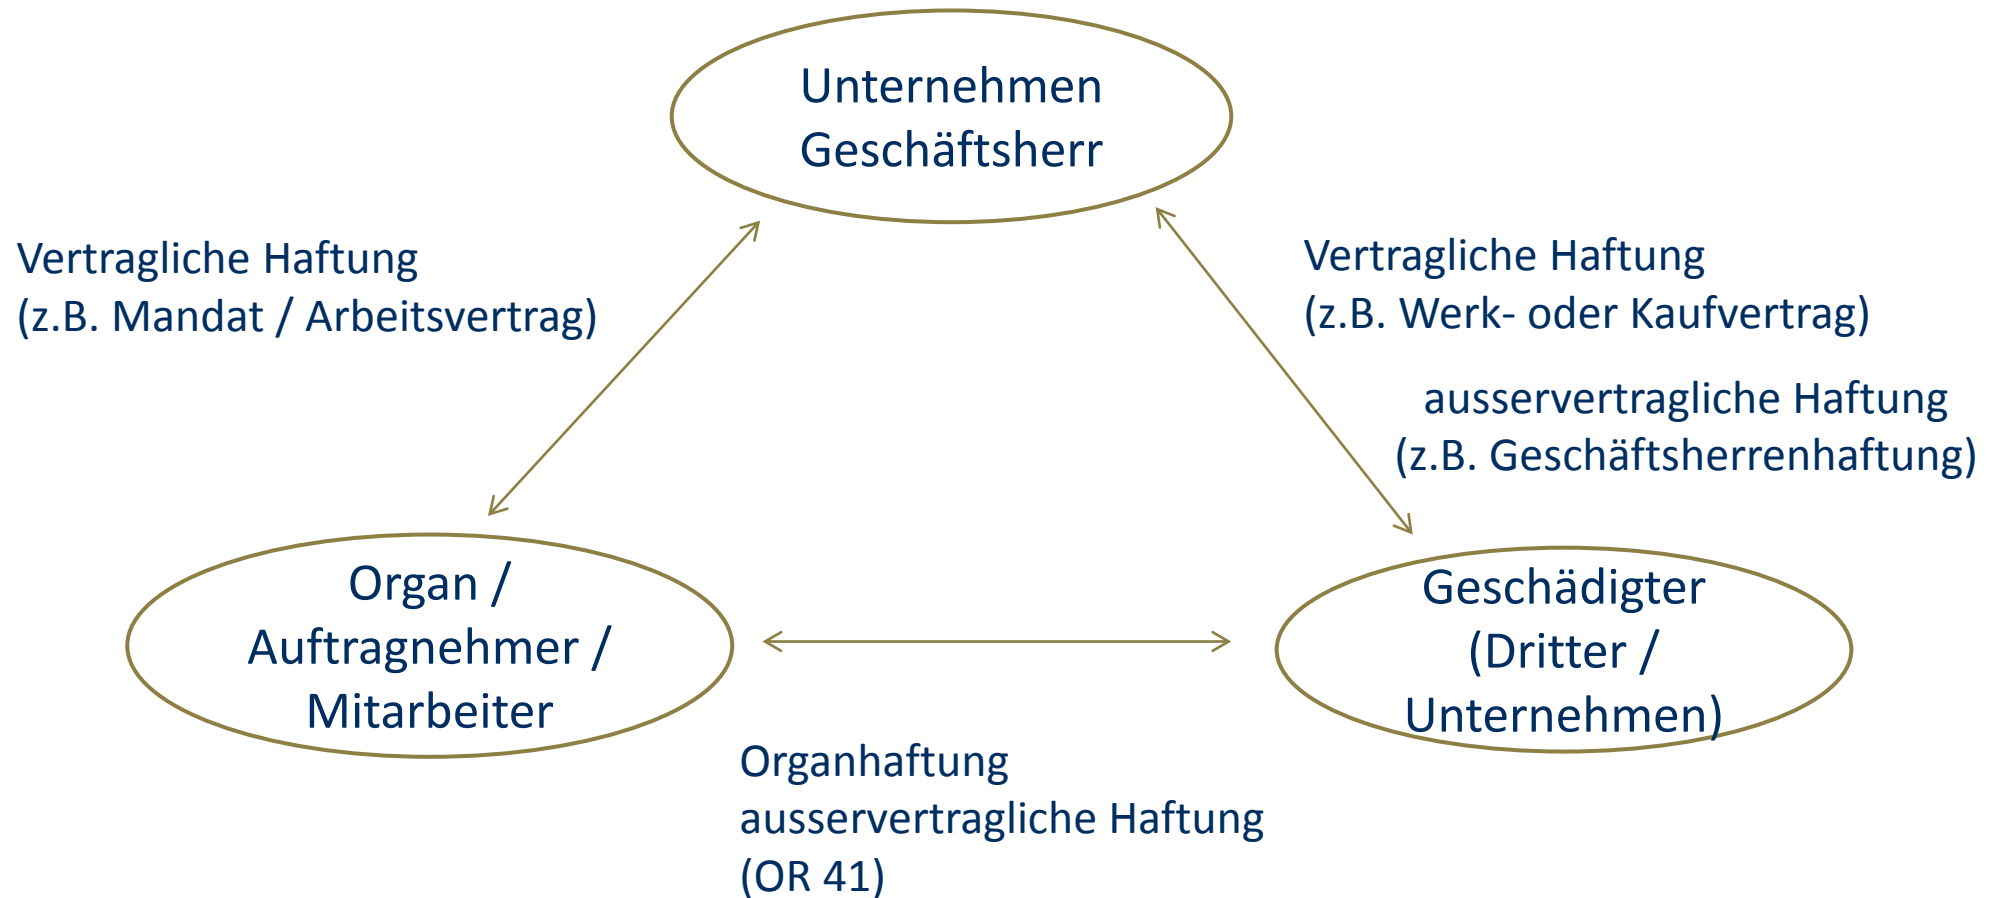 Unternehmen
Geschäftsherr
Vertragliche Haftung
(z.B. Mandat / Arbeitsvertrag)
Vertragliche Haftung
(z.B. Werk- oder Kaufvertrag)
ausservertragliche Haftung
(z.B. Geschäftsherrenhaftung)
Organ /
Auftragnehmer /
Mitarbeiter
Geschädigter
(Dritter /
Unternehmen)
Organhaftung
ausservertragliche Haftung
(OR 41)